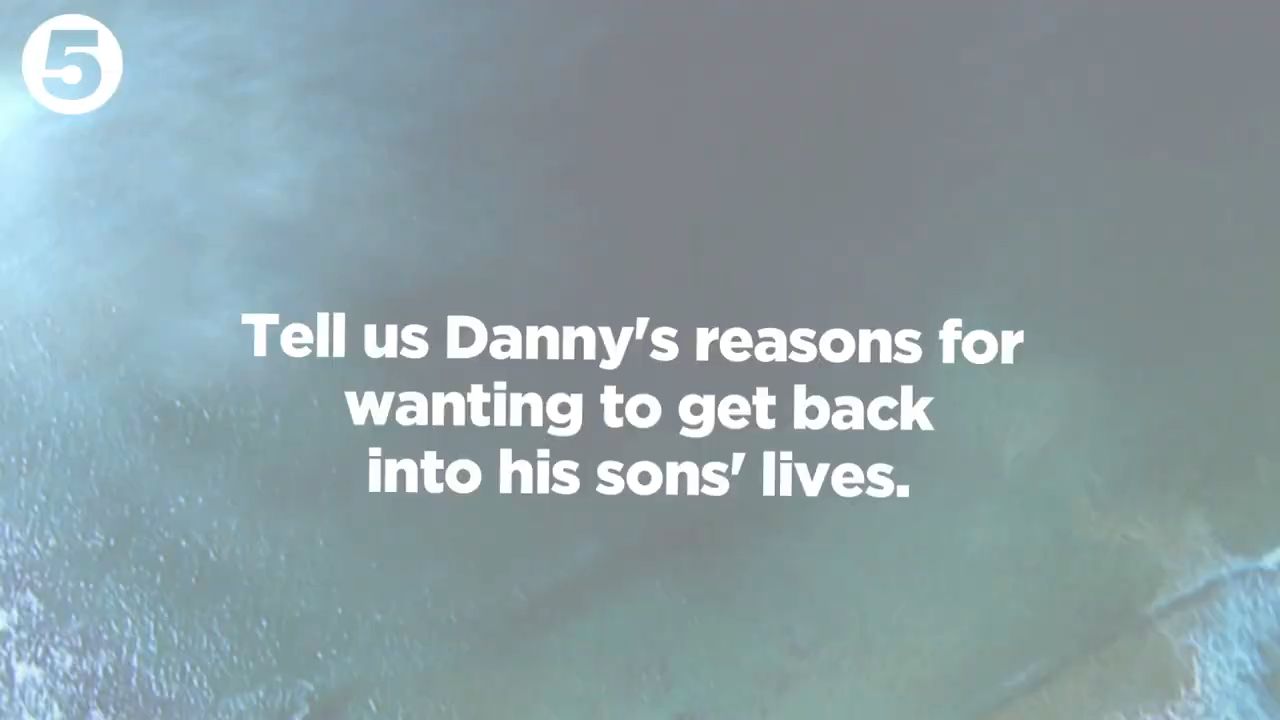 5
Tell us Danny's reasons for
wanting to get back
into his sons' lives.